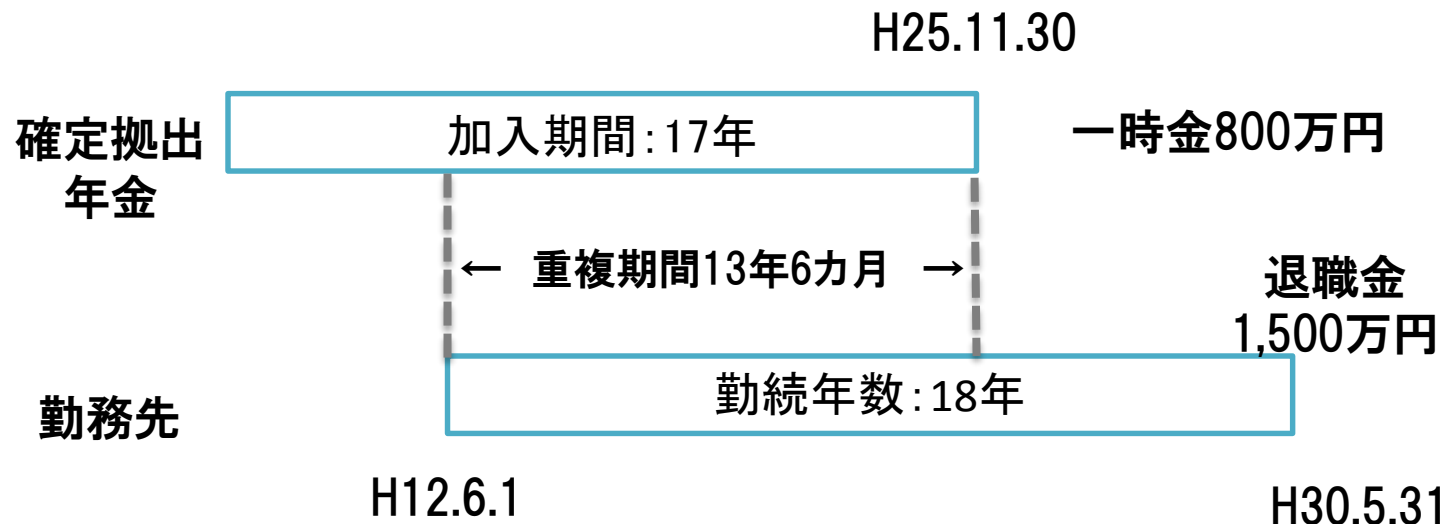 H25.11.30
確定拠出
年金
加入期間:17年
一時金800万円
← 重複期間13年6カ月 →
退職金
1,500万円
勤務先
勤続年数:18年
H12.6.1
H30.5.31